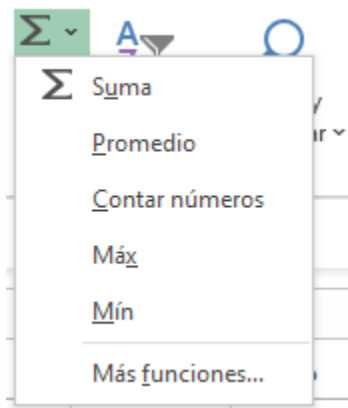 Suma
Promedio
Contar números
Máx
Mín
Más funciones...